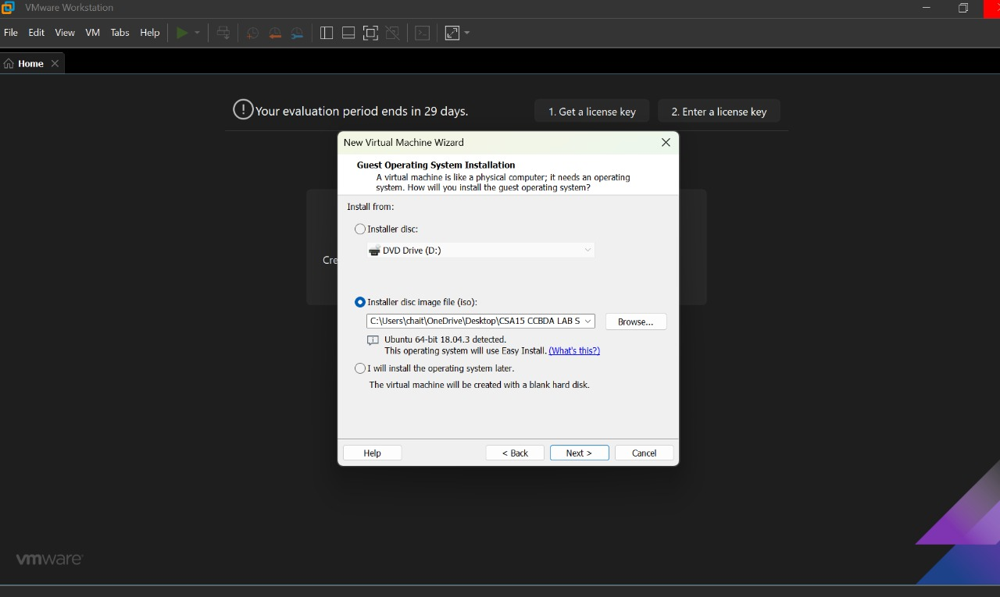 VMware Workstation
File Edit View VM Tabs Help
Home
Your evaluation period ends in 29 days.
1. Get a license key
2. Enter a license key
New Virtual Machine Wizard
Guest Operating System Installation
A virtual machine is like a physical computer; it needs an operating
system. How will you install the guest operating system?
Install from:
Installer disc:
DVD Drive (D:)
Cre
Installer disc image file (iso):
C:\Users\chait\OneDrive\Desktop\CSA15 CCBDA LAB S
Browse...
Ubuntu 64-bit 18.04.3 detected.
This operating system will use Easy Install. (What's this?)
I will install the operating system later.
The virtual machine will be created with a blank hard disk.
Help
< Back
Next >
Cancel
vmware